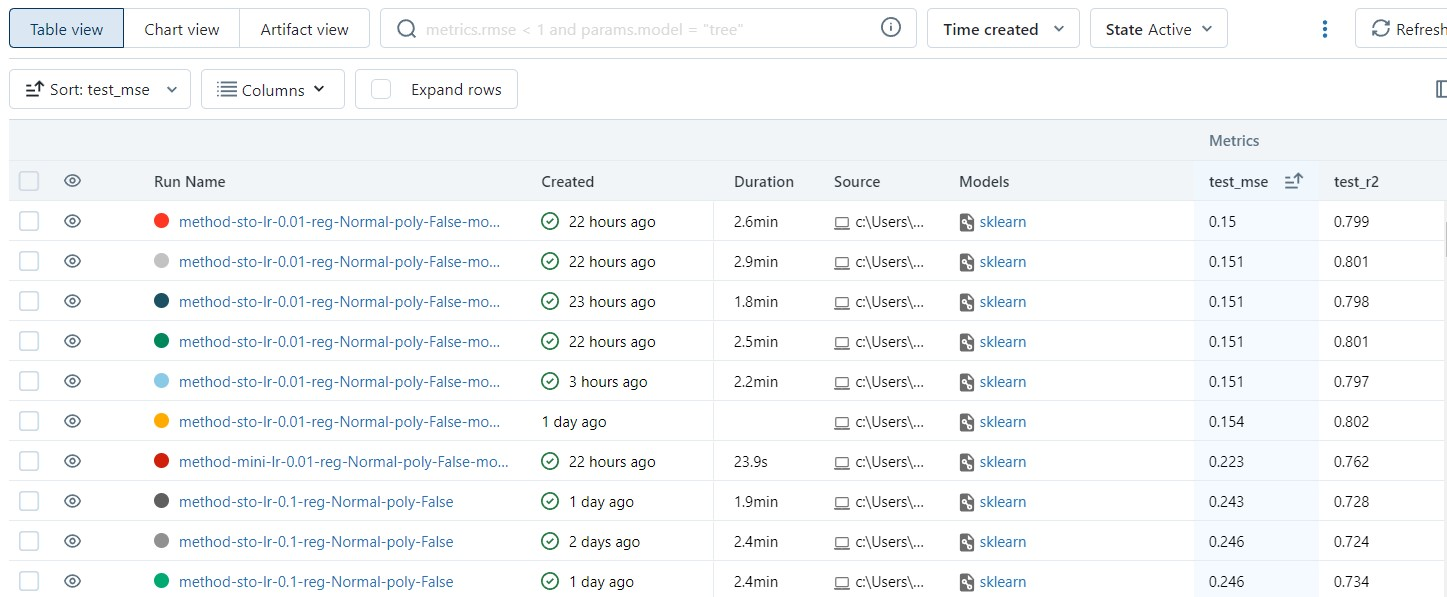 Table view Chart view Artifact view metrics.rmse < 1 and params.model = "tree" Time created State Active Refresh
Sort: test_mse Columns Expand rows
Metrics
Run Name Created Duration Source Models test_mse test_r2
method-sto-lr-0.01-reg-Normal-poly-False-mo... 22 hours ago 2.6min c:\Users\... sklearn 0.15 0.799
method-sto-lr-0.01-reg-Normal-poly-False-mo... 22 hours ago 2.9min c:\Users\... sklearn 0.151 0.801
method-sto-lr-0.01-reg-Normal-poly-False-mo... 23 hours ago 1.8min c:\Users\... sklearn 0.151 0.798
method-sto-lr-0.01-reg-Normal-poly-False-mo... 22 hours ago 2.5min c:\Users\... sklearn 0.151 0.801
method-sto-lr-0.01-reg-Normal-poly-False-mo... 3 hours ago 2.2min c:\Users\... sklearn 0.151 0.797
method-sto-lr-0.01-reg-Normal-poly-False-mo... 1 day ago c:\Users\... sklearn 0.154 0.802
method-mini-lr-0.01-reg-Normal-poly-False-mo... 22 hours ago 23.9s c:\Users\... sklearn 0.223 0.762
method-sto-lr-0.1-reg-Normal-poly-False 1 day ago 1.9min c:\Users\... sklearn 0.243 0.728
method-sto-lr-0.1-reg-Normal-poly-False 2 days ago 2.4min c:\Users\... sklearn 0.246 0.724
method-sto-lr-0.1-reg-Normal-poly-False 1 day ago 2.4min c:\Users\... sklearn 0.246 0.734